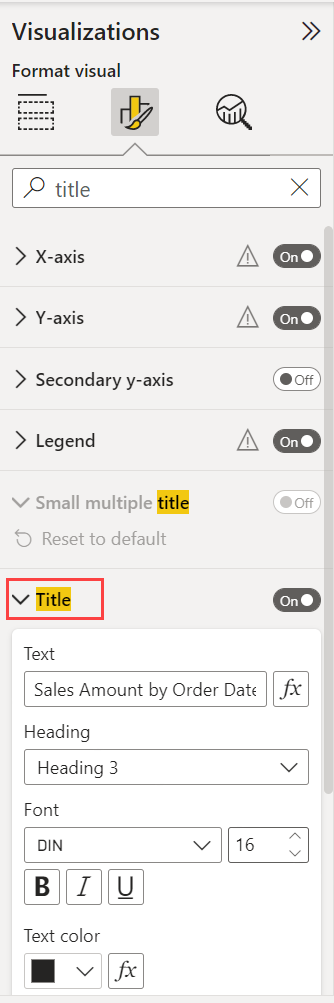 Visualizations
Format visual
title
X-axis On
Y-axis On
Secondary y-axis Off
Legend On
Small multiple title Off
Reset to default
Title On
Text
Sales Amount by Order Date fx
Heading
Heading 3
Font
DIN 16
B I U
Text color
fx